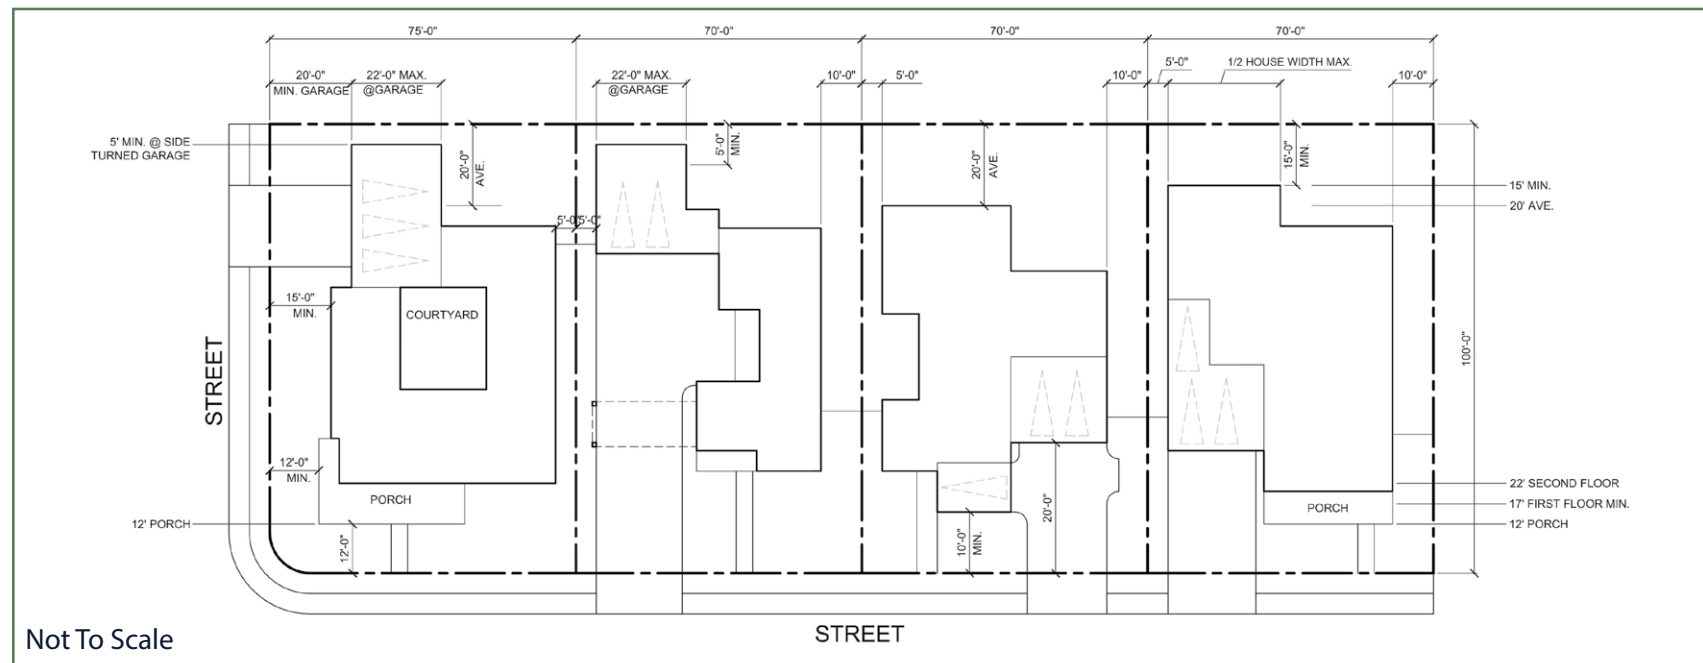 75'-0" 70'-0" 70'-0" 70'-0"
20'-0" 22'-0" MAX. 22'-0" MAX. 10'-0" 5'-0" 10'-0" 5'-0" 1/2 HOUSE WIDTH MAX. 10'-0"
MIN. GARAGE @GARAGE @GARAGE
5' MIN. @ SIDE
TURNED GARAGE
20'-0"
AVE.
5'-0"
MIN.
20'-0"
AVE.
15'-0"
MIN.
15' MIN.
20' AVE.
5'-0" 5'-0"
15'-0"
MIN.
COURTYARD
STREET
100'-0"
12'-0"
MIN.
PORCH
12' PORCH
12'-0"
10'-0"
MIN.
20'-0"
PORCH
22' SECOND FLOOR
17' FIRST FLOOR MIN.
12' PORCH
STREET
Not To Scale